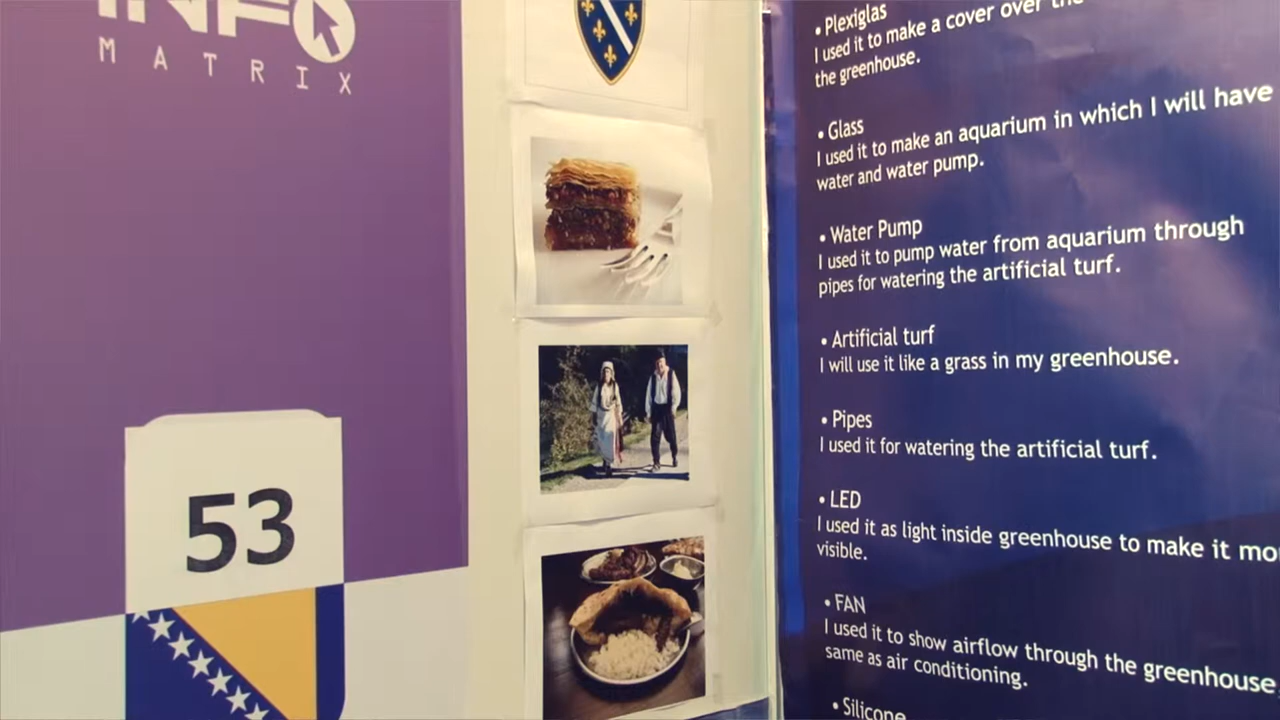 INFO
MATRIX
53
• Plexiglas
I used it to make a cover over the
the greenhouse.
• Glass
I used it to make an aquarium in which I will have
water and water pump.
• Water Pump
I used it to pump water from aquarium through
pipes for watering the artificial turf.
• Artificial turf
I will use it like a grass in my greenhouse.
• Pipes
I used it for watering the artificial turf.
• LED
I used it as light inside greenhouse to make it mo
visible.
• FAN
I used it to show airflow through the greenhouse
same as air conditioning.
• Silicone